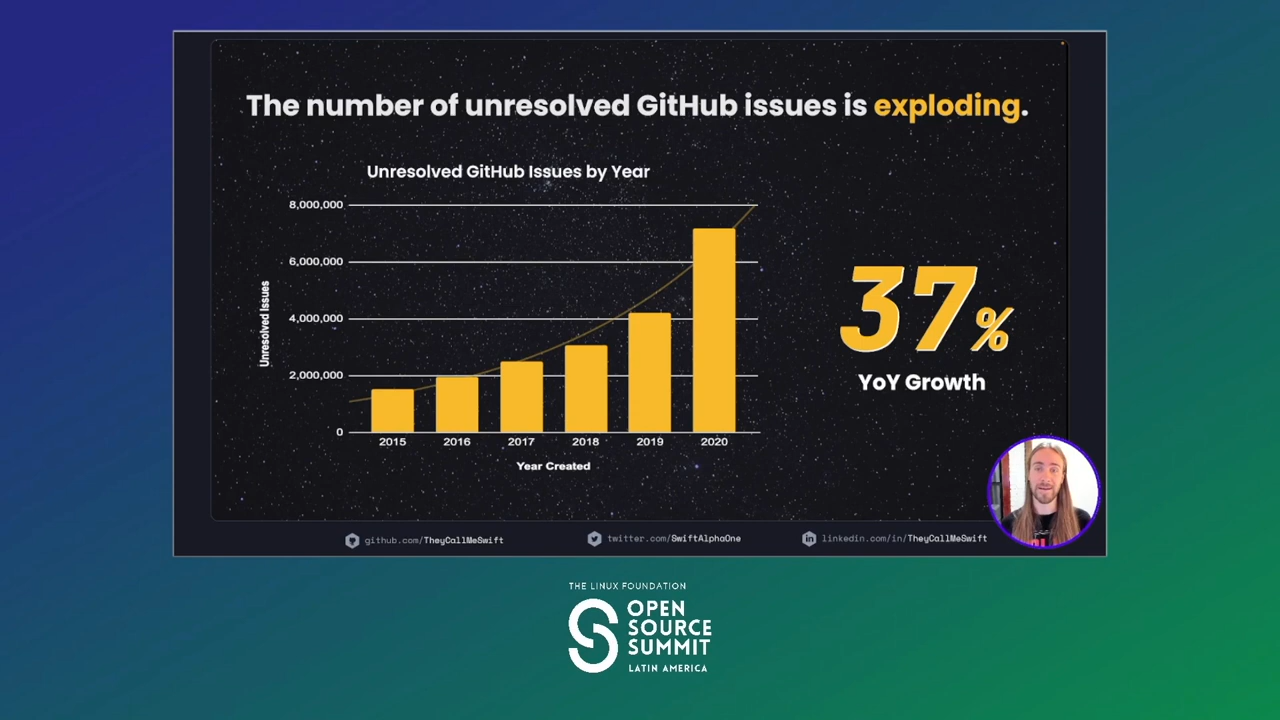 The number of unresolved GitHub issues is exploding.
Unresolved GitHub Issues by Year
8,000,000
6,000,000
4,000,000
2,000,000
0
Unresolved Issues
2015 2016 2017 2018 2019 2020
Year Created
37%
YoY Growth
github.com/TheyCallMeSwift
twitter.com/SwiftAlphaOne
linkedin.com/in/TheyCallMeSwift
THE LINUX FOUNDATION
OPEN
SOURCE
SUMMIT
LATIN AMERICA